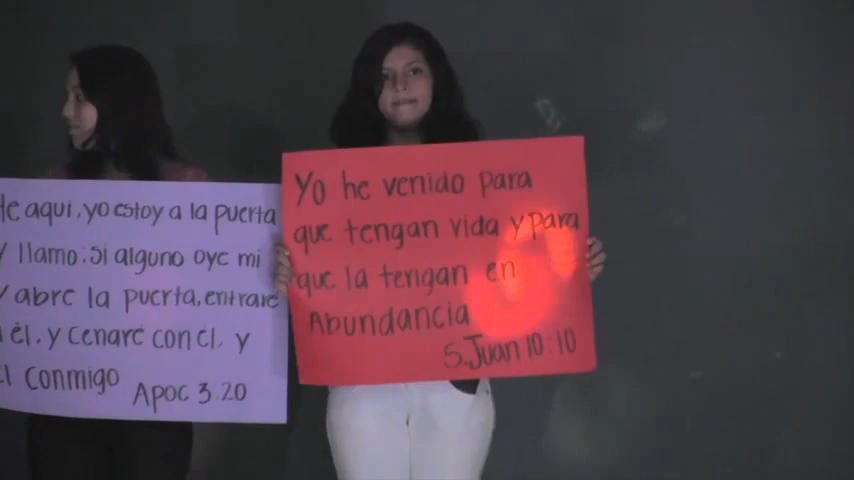 He aquí, yo estoy a la puerta
y llamo: Si alguno oye mi
y abre la puerta, entraré
él, y Cenaré con él, y
él Conmigo
Apoc 3:20
Yo he venido para
que tengan vida y para
que la tengan en
Abundancia
S. Juan 10:10